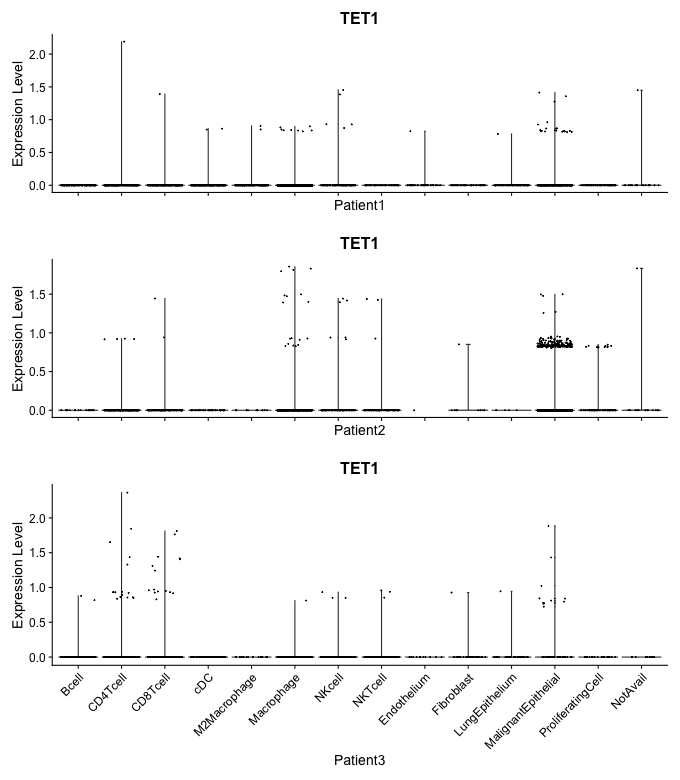 TET1
Expression Level
2.0
1.5
1.0
0.5
0.0
Patient1
TET1
Expression Level
1.5
1.0
0.5
0.0
Patient2
TET1
Expression Level
2.0
1.5
1.0
0.5
0.0
Bcell
CD4Tcell
CD8Tcell
cDC
M2Macrophage
Macrophage
NKcell
NKTcell
Endothelium
Fibroblast
LungEpithelium
MalignantEpithelial
ProliferatingCell
NotAvail
Patient3